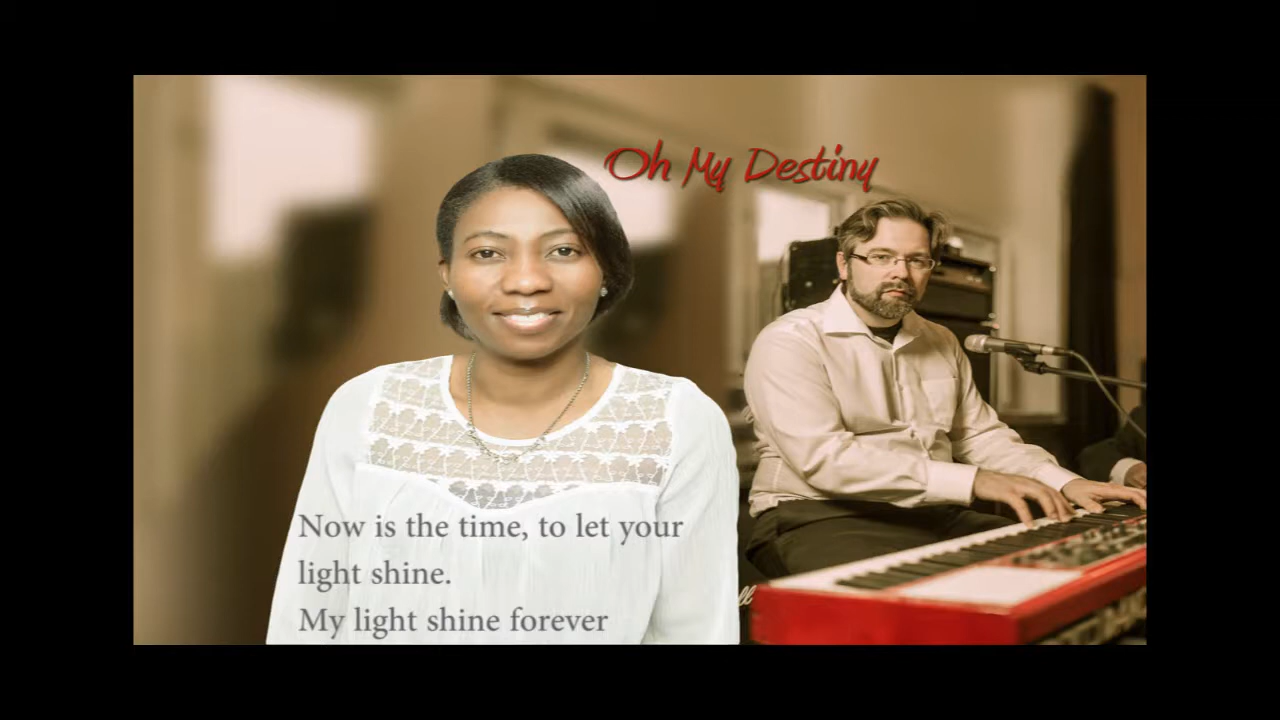 Oh My Destiny
Now is the time, to let your
light shine.
My light shine forever